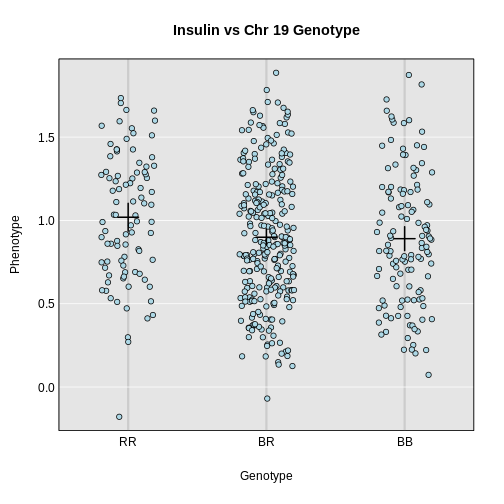 Insulin vs Chr 19 Genotype
Phenotype
1.5
1.0
0.5
0.0
RR BR BB
Genotype